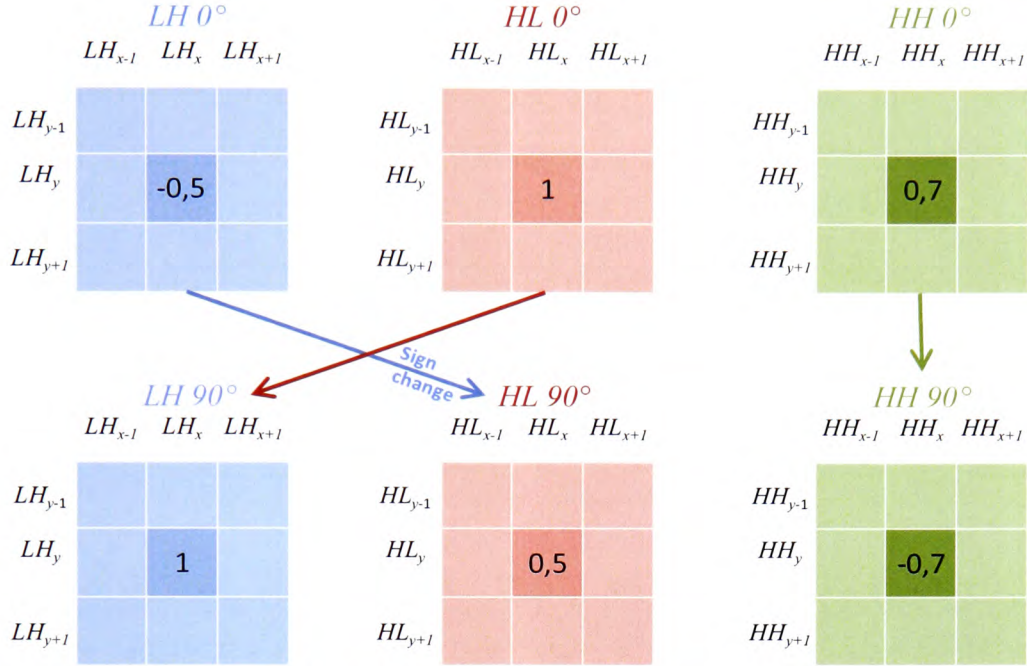 LH 0° HL 0° HH 0°
LHx-1 LHx LHx+1 HLx-1 HLx HLx+1 HHx-1 HHx HHx+1
LHy-1 HLy-1 HHy-1
LHy -0,5 HLy 1 HHy 0,7
LHy+1 HLy+1 HHy+1
Sign
change
LH 90° HL 90° HH 90°
LHx-1 LHx LHx+1 HLx-1 HLx HLx+1 HHx-1 HHx HHx+1
LHy-1 HLy-1 HHy-1
LHy 1 HLy 0,5 HHy -0,7
LHy+1 HLy+1 HHy+1